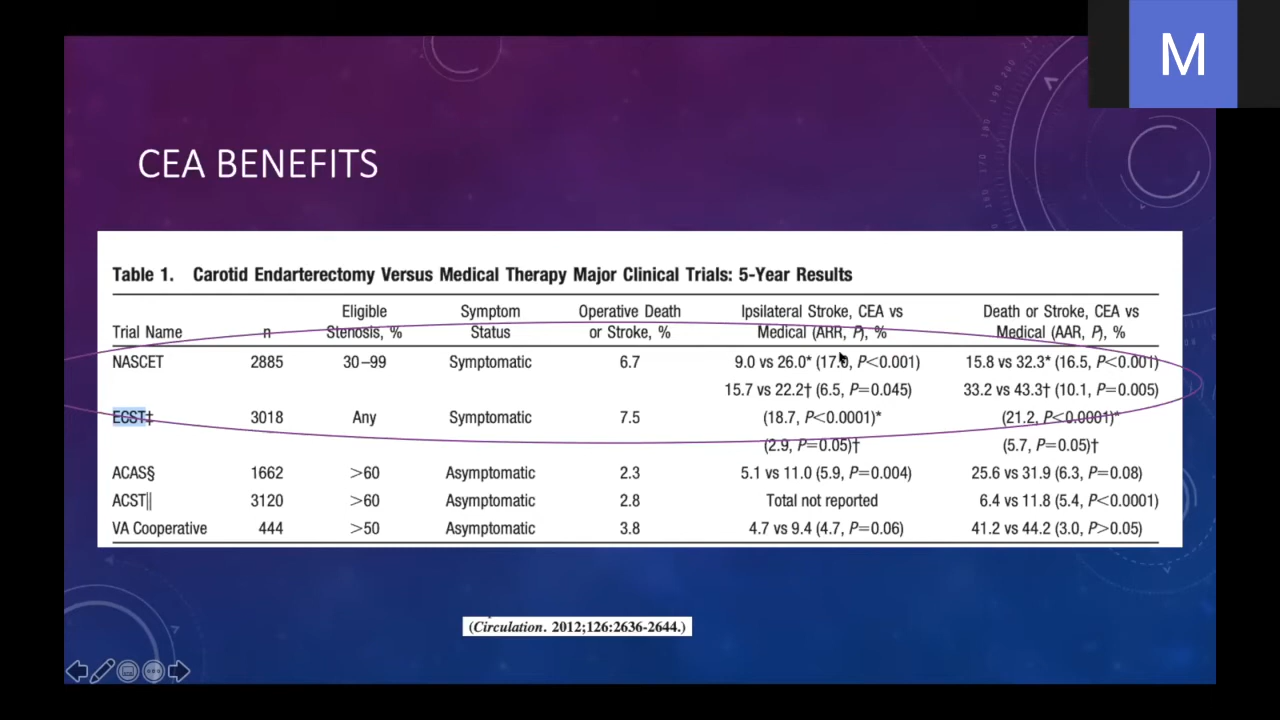 M
CEA BENEFITS
Table 1. Carotid Endarterectomy Versus Medical Therapy Major Clinical Trials: 5-Year Results
Eligible Symptom Operative Death Ipsilateral Stroke, CEA vs Death or Stroke, CEA vs
Trial Name n Stenosis, % Status or Stroke, % Medical (ARR, P), % Medical (AAR, P), %
NASCET 2885 30–99 Symptomatic 6.7 9.0 vs 26.0* (17.0, P<0.001) 15.8 vs 32.3* (16.5, P<0.001)
15.7 vs 22.2† (6.5, P=0.045) 33.2 vs 43.3† (10.1, P=0.005)
ECST‡ 3018 Any Symptomatic 7.5 (18.7, P<0.0001)* (21.2, P<0.0001)*
(2.9, P=0.05)† (5.7, P=0.05)†
ACAS§ 1662 >60 Asymptomatic 2.3 5.1 vs 11.0 (5.9, P=0.004) 25.6 vs 31.9 (6.3, P=0.08)
ACST‖ 3120 >60 Asymptomatic 2.8 Total not reported 6.4 vs 11.8 (5.4, P<0.0001)
VA Cooperative 444 >50 Asymptomatic 3.8 4.7 vs 9.4 (4.7, P=0.06) 41.2 vs 44.2 (3.0, P>0.05)
(Circulation. 2012;126:2636-2644.)